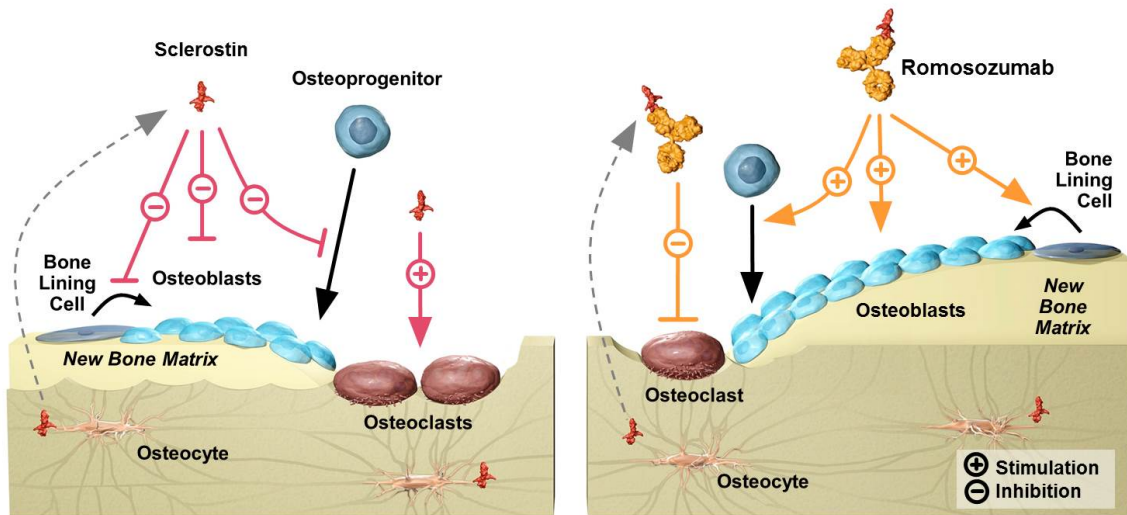 Sclerostin
Osteoprogenitor
Bone
Lining
Cell
Osteoblasts
New Bone Matrix
Osteoclasts
Osteocyte
Romosozumab
Bone
Lining
Cell
Osteoblasts
New
Bone
Matrix
Osteoclast
Osteocyte
⊕ Stimulation
⊖ Inhibition